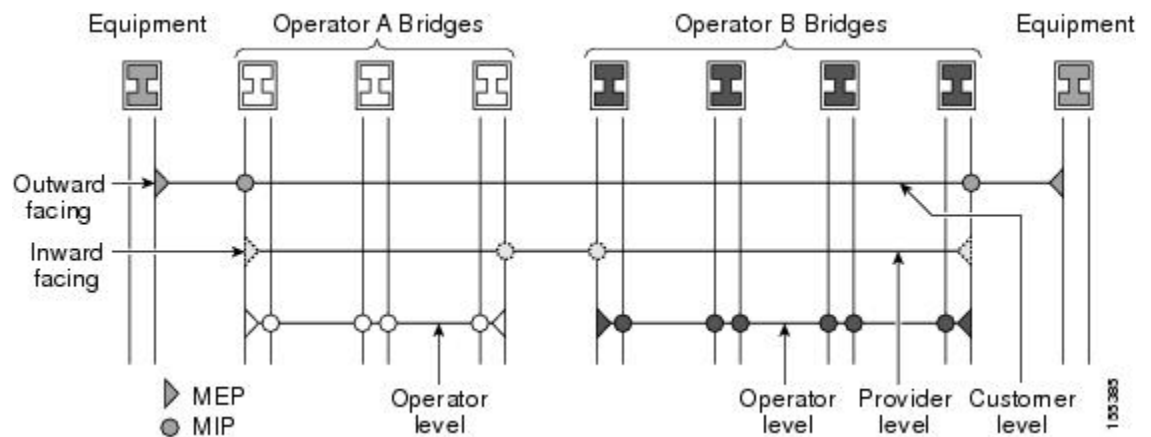 Equipment
Operator A Bridges
Operator B Bridges
Equipment
Outward
facing
Inward
facing
MEP
MIP
Operator
level
Operator
level
Provider
level
Customer
level
155385